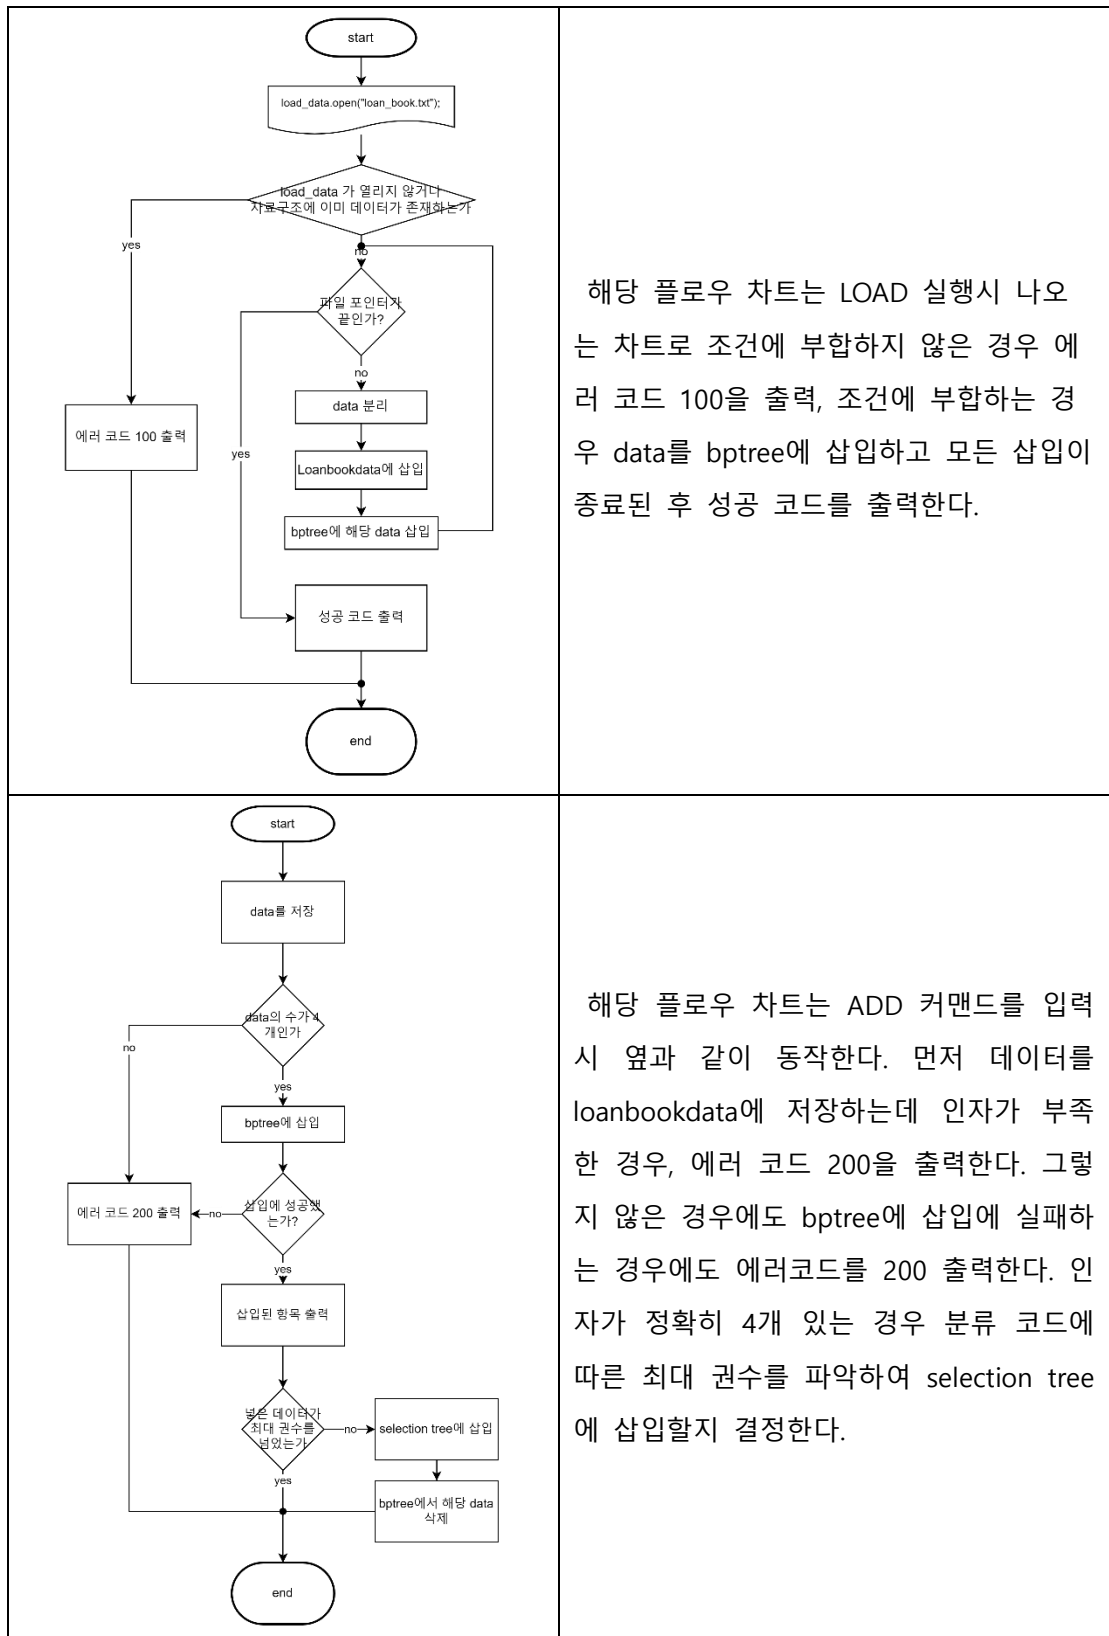 start
load_data.open("loan_book.txt");
load_data 가 열리지 않거나
자료구조에 이미 데이터가 존재하는가
yes
no
파일 포인터가
끝인가?
no
data 분리
에러 코드 100 출력
yes
Loanbookdata에 삽입
bptree에 해당 data 삽입
성공 코드 출력
end
해당 플로우 차트는 LOAD 실행시 나오
는 차트로 조건에 부합하지 않은 경우 에
러 코드 100을 출력, 조건에 부합하는 경
우 data를 bptree에 삽입하고 모든 삽입이
종료된 후 성공 코드를 출력한다.
start
data를 저장
data의 수가 4
개인가
no
yes
bptree에 삽입
에러 코드 200 출력
no
삽입에 성공했
는가?
yes
삽입된 항목 출력
넣은 데이터가
최대 권수를
넘었는가
no
selection tree에 삽입
yes
bptree에서 해당 data
삭제
end
해당 플로우 차트는 ADD 커맨드를 입력
시 옆과 같이 동작한다. 먼저 데이터를
loanbookdata에 저장하는데 인자가 부족
한 경우, 에러 코드 200을 출력한다. 그렇
지 않은 경우에도 bptree에 삽입에 실패하
는 경우에도 에러코드를 200 출력한다. 인
자가 정확히 4개 있는 경우 분류 코드에
따른 최대 권수를 파악하여 selection tree
에 삽입할지 결정한다.